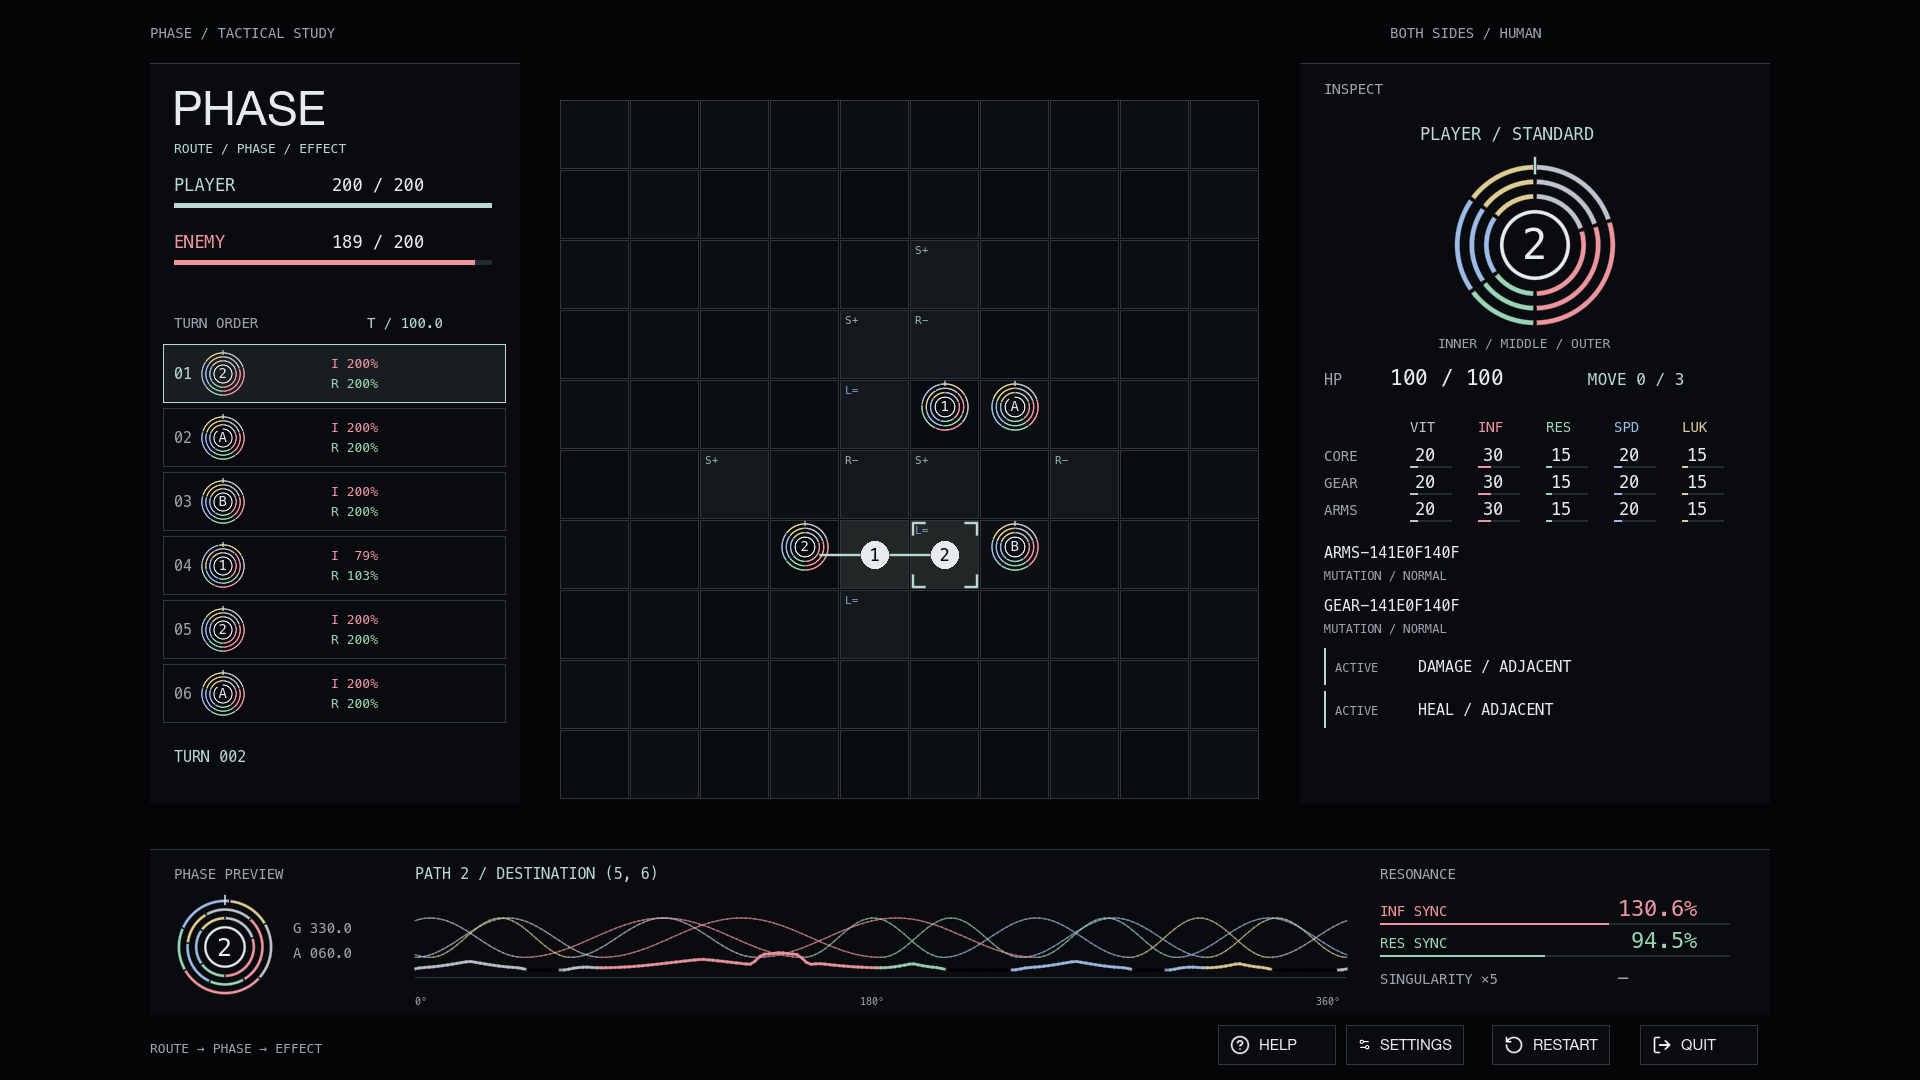 PHASE / TACTICAL STUDY
BOTH SIDES / HUMAN
PHASE
ROUTE / PHASE / EFFECT
PLAYER 200 / 200
ENEMY 189 / 200
TURN ORDER T / 100.0
01 2 I 200% R 200%
02 A I 200% R 200%
03 B I 200% R 200%
04 1 I 79% R 103%
05 2 I 200% R 200%
06 A I 200% R 200%
TURN 002
S+
S+ R−
L= 1 A
S+ R− S+ R−
2 1 L= 2 B
L=
INSPECT
PLAYER / STANDARD
2
INNER / MIDDLE / OUTER
HP 100 / 100 MOVE 0 / 3
VIT INF RES SPD LUK
CORE 20 30 15 20 15
GEAR 20 30 15 20 15
ARMS 20 30 15 20 15
ARMS−141E0F140F
MUTATION / NORMAL
GEAR−141E0F140F
MUTATION / NORMAL
ACTIVE DAMAGE / ADJACENT
ACTIVE HEAL / ADJACENT
PHASE PREVIEW
2
G 330.0
A 060.0
PATH 2 / DESTINATION (5, 6)
0° 180° 360°
RESONANCE
INF SYNC 130.6%
RES SYNC 94.5%
SINGULARITY ×5 —
ROUTE → PHASE → EFFECT
HELP SETTINGS RESTART QUIT